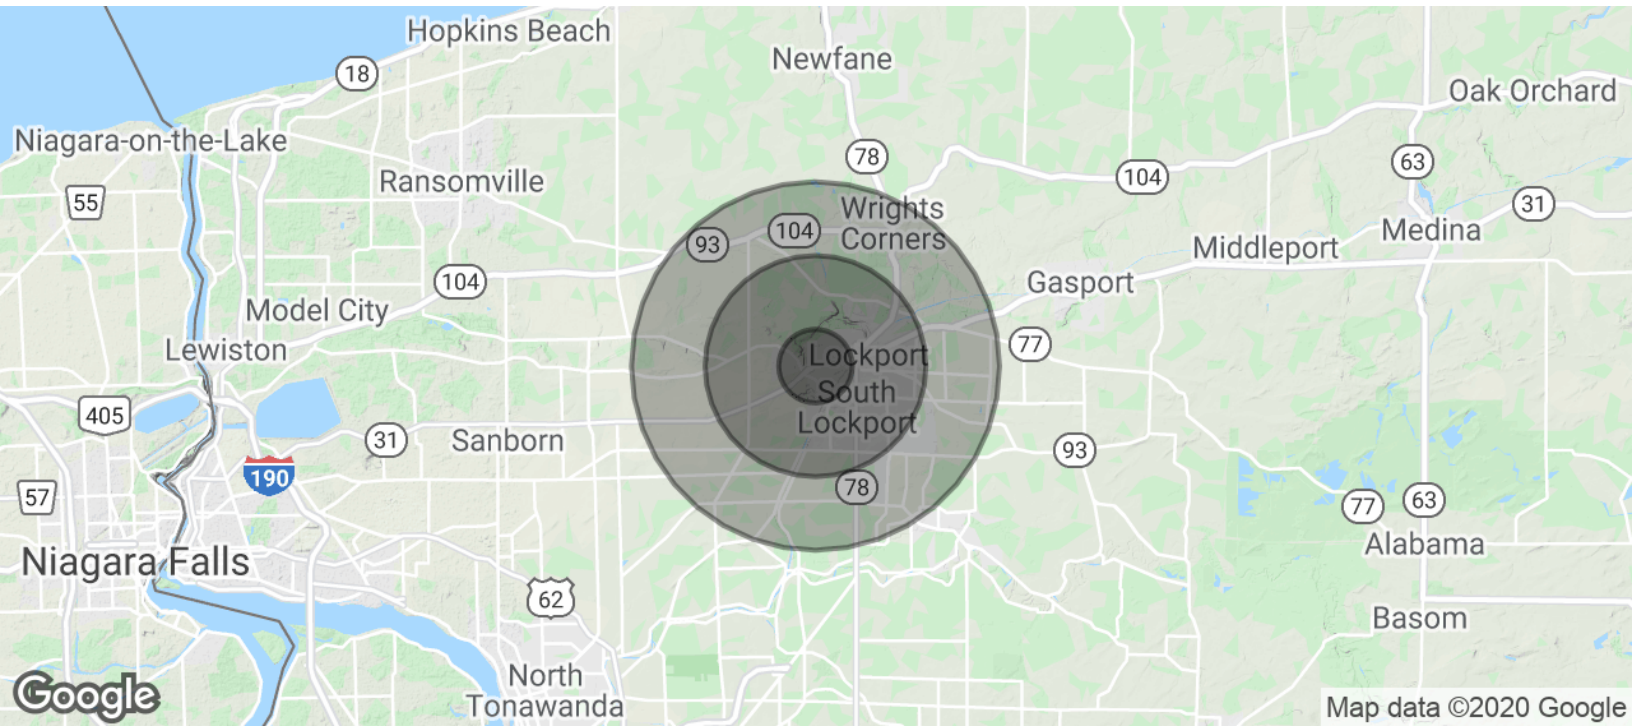 Hopkins Beach
Newfane
18
Oak Orchard
Niagara-on-the-Lake
78
63
104
Ransomville
55
31
Wrights
Corners
104
93
Medina
Middleport
104
Gasport
Model City
Lewiston
77
Lockport
South
Lockport
405
31
Sanborn
93
190
57
78
77
63
Alabama
Niagara Falls
62
Basom
North
Tonawanda
Google
Map data ©2020 Google